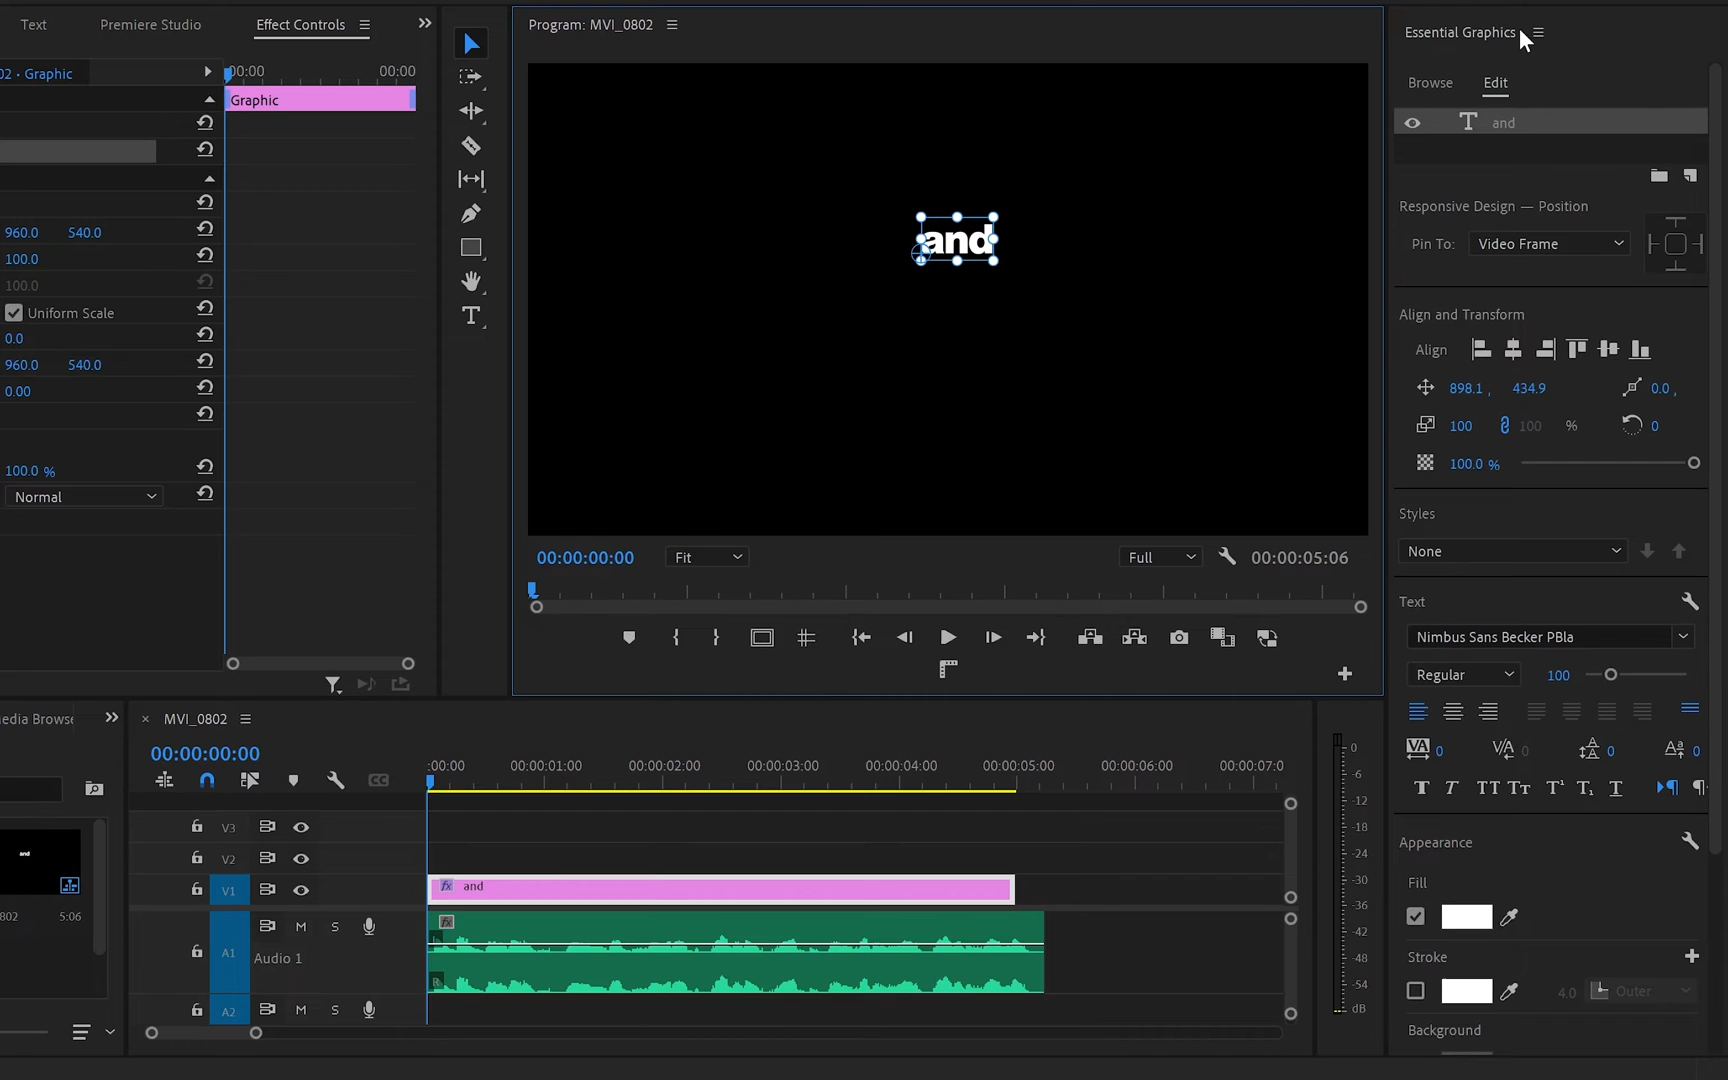 Text
Premiere Studio
Effect Controls
02 · Graphic
00:00
00:00
Graphic
960.0 540.0
100.0
100.0
Uniform Scale
0.0
960.0 540.0
0.00
100.0 %
Normal
Program: MVI_0802
and
00:00:00:00
Fit
Full
00:00:05:06
Essential Graphics
Browse
Edit
and
Responsive Design — Position
Pin To: Video Frame
Align and Transform
Align
898.1 , 434.9
0.0 ,
100 100 %
0
100.0 %
Styles
None
Text
Nimbus Sans Becker PBla
Regular
100
0 0 0 0
Appearance
Fill
Stroke
4.0 Outer
Background
edia Browse
MVI_0802
00:00:00:00
:00:00 00:00:01:00 00:00:02:00 00:00:03:00 00:00:04:00 00:00:05:00 00:00:06:00 00:00:07:0
V3
V2
V1
fx and
A1
M S
Audio 1
fx
L
R
A2
M S
and
802 5:06
0
-6
-12
-18
-24
-30
-36
-42
-48
-54
dB